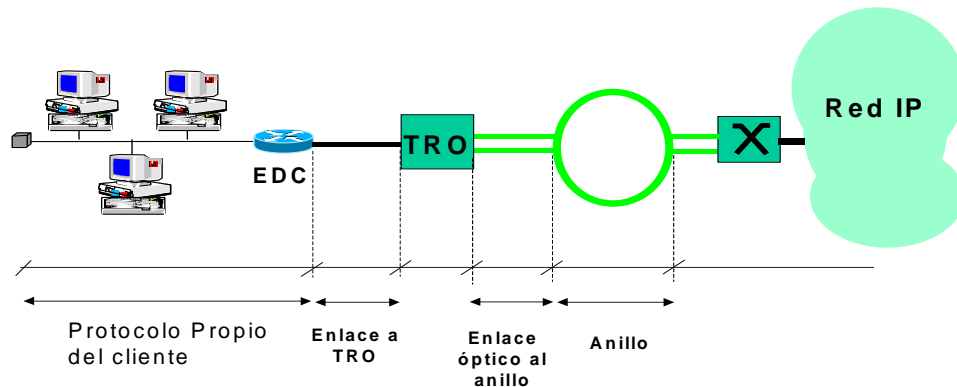 Red IP
TRO
EDC
Protocolo Propio
del cliente
Enlace a
TRO
Enlace
óptico al
anillo
Anillo